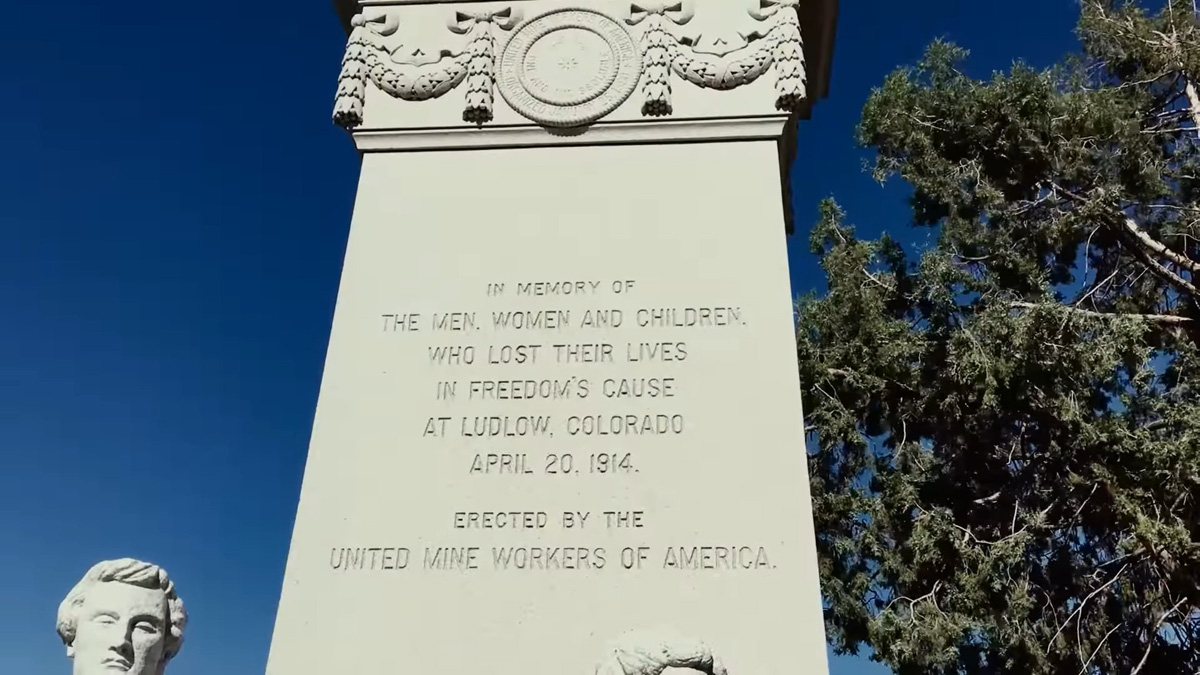 IN MEMORY OF
THE MEN, WOMEN AND CHILDREN,
WHO LOST THEIR LIVES
IN FREEDOM'S CAUSE
AT LUDLOW, COLORADO
APRIL 20, 1914.
ERECTED BY THE
UNITED MINE WORKERS OF AMERICA.